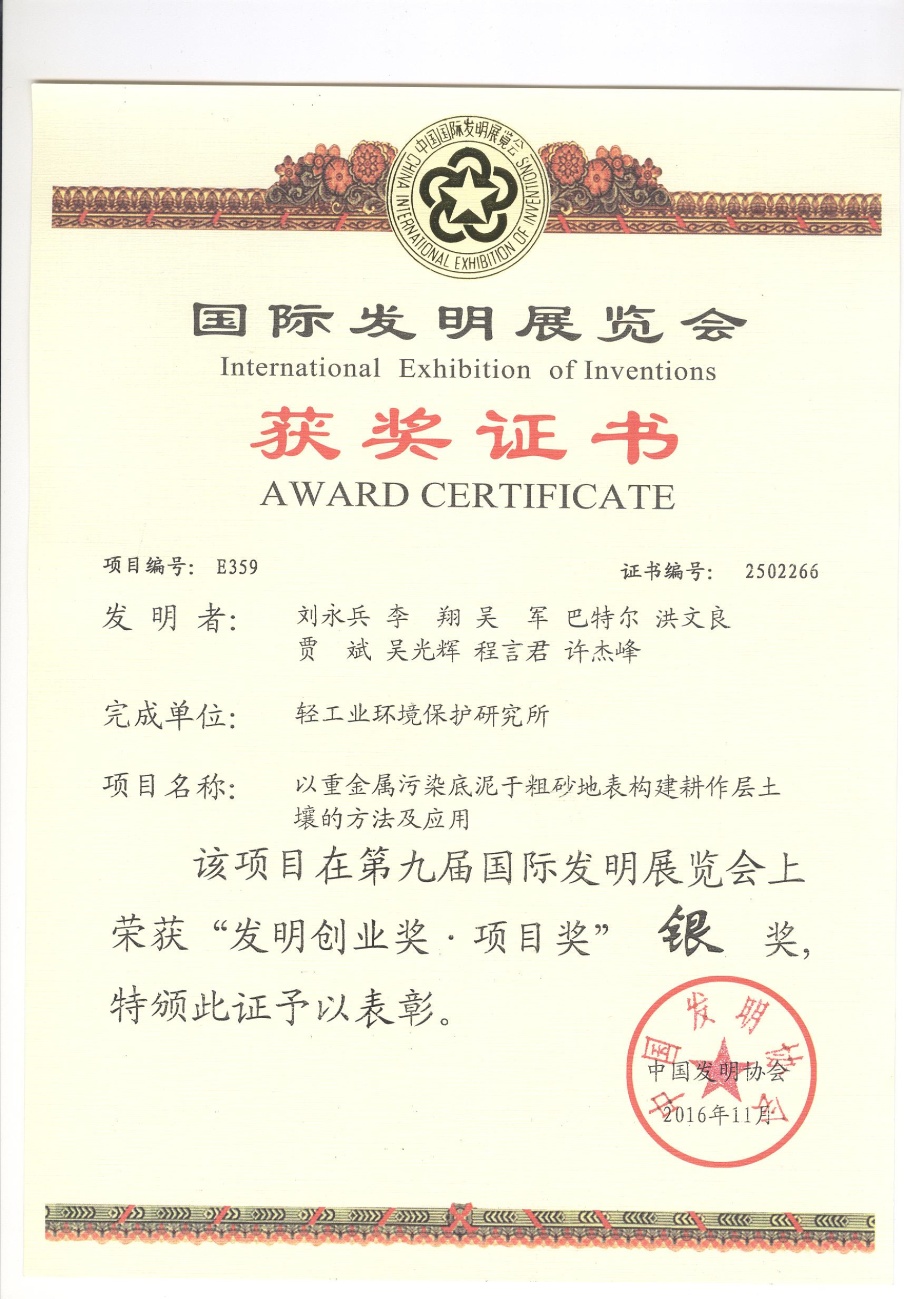 中国国际发明展览会
CHINA INTERNATIONAL EXHIBITION OF INVENTIONS
国际发明展览会
International Exhibition of Inventions
获奖证书
AWARD CERTIFICATE
项目编号： E359
证书编号： 2502266
发明者： 刘永兵 李翔 吴军 巴特尔 洪文良
贾斌 吴光辉 程言君 许杰峰
完成单位： 轻工业环境保护研究所
项目名称： 以重金属污染底泥于粗砂地表构建耕作层土
壤的方法及应用
该项目在第九届国际发明展览会上
荣获“发明创业奖·项目奖” 银 奖，
特颁此证予以表彰。
中国发明协会
中国发明协会
2016年11月